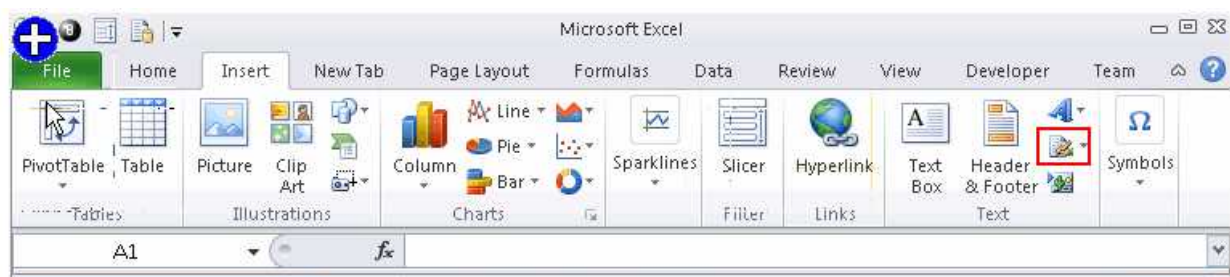 Microsoft Excel
File Home Insert New Tab Page Layout Formulas Data Review View Developer Team
PivotTable Table Picture Clip Art Column Line Pie Bar Sparklines Slicer Hyperlink Text Box Header & Footer A Symbols Ω
Tables Illustrations Charts Filter Links Text
A1 fx